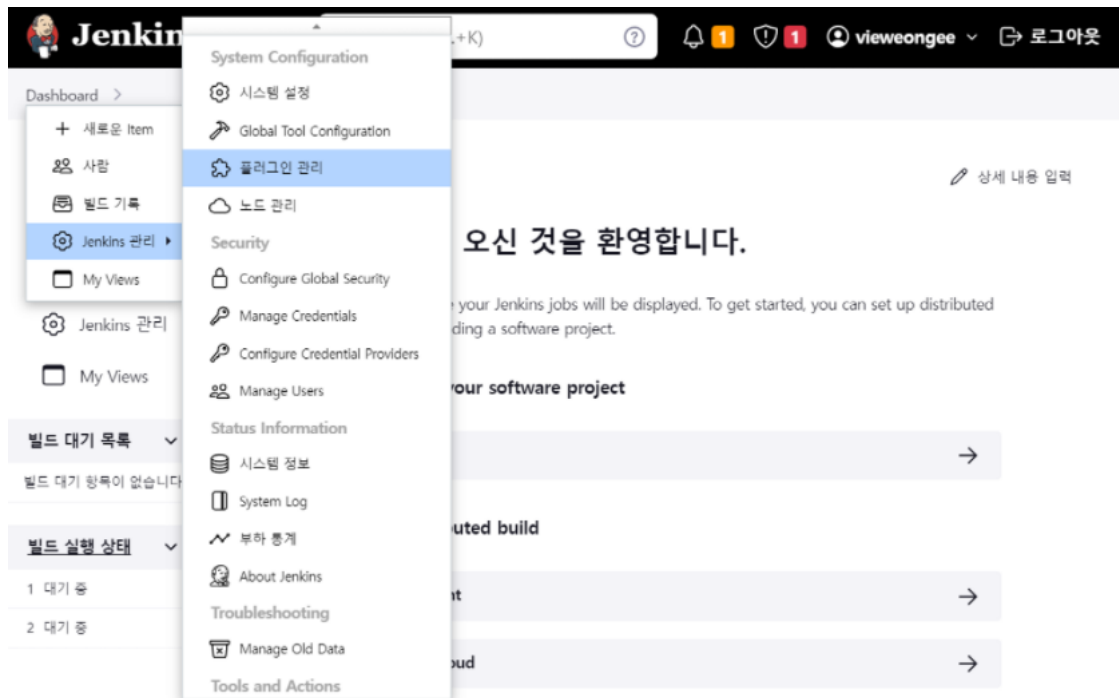 Jenkin
.+K)
1
1
vieweongee
로그아웃
Dashboard
새로운 Item
사람
빌드 기록
Jenkins 관리
My Views
Jenkins 관리
My Views
빌드 대기 목록
빌드 대기 항목이 없습니다
빌드 실행 상태
1 대기 중
2 대기 중
System Configuration
시스템 설정
Global Tool Configuration
플러그인 관리
노드 관리
Security
Configure Global Security
Manage Credentials
Configure Credential Providers
Manage Users
Status Information
시스템 정보
System Log
부하 통계
About Jenkins
Troubleshooting
Manage Old Data
Tools and Actions
상세 내용 입력
오신 것을 환영합니다.
your Jenkins jobs will be displayed. To get started, you can set up distributed
ding a software project.
our software project
uted build
nt
oud